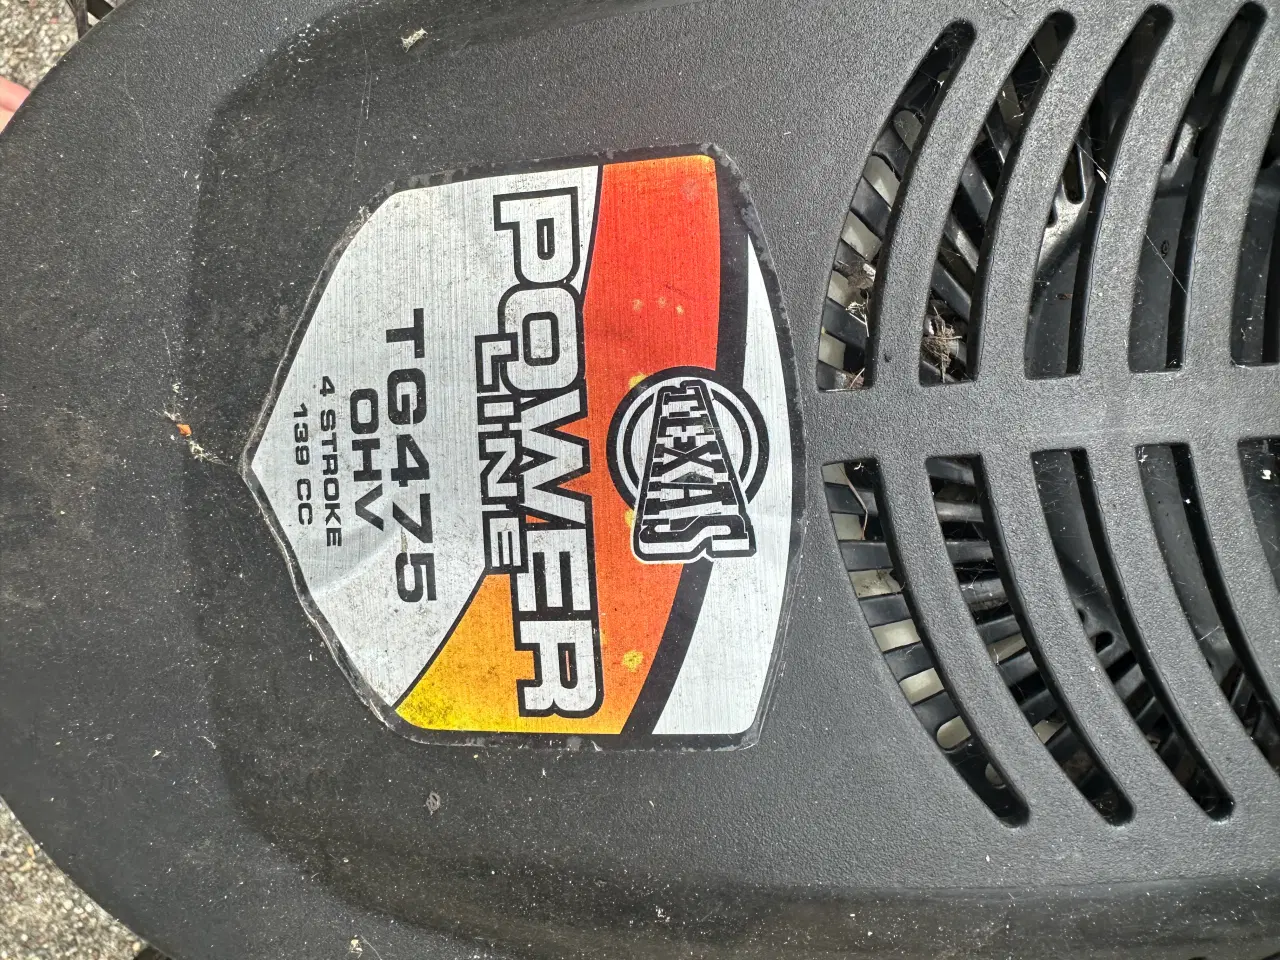 TEXAS
POWER
LINE
TG475
OHV
4 STROKE
139 CC